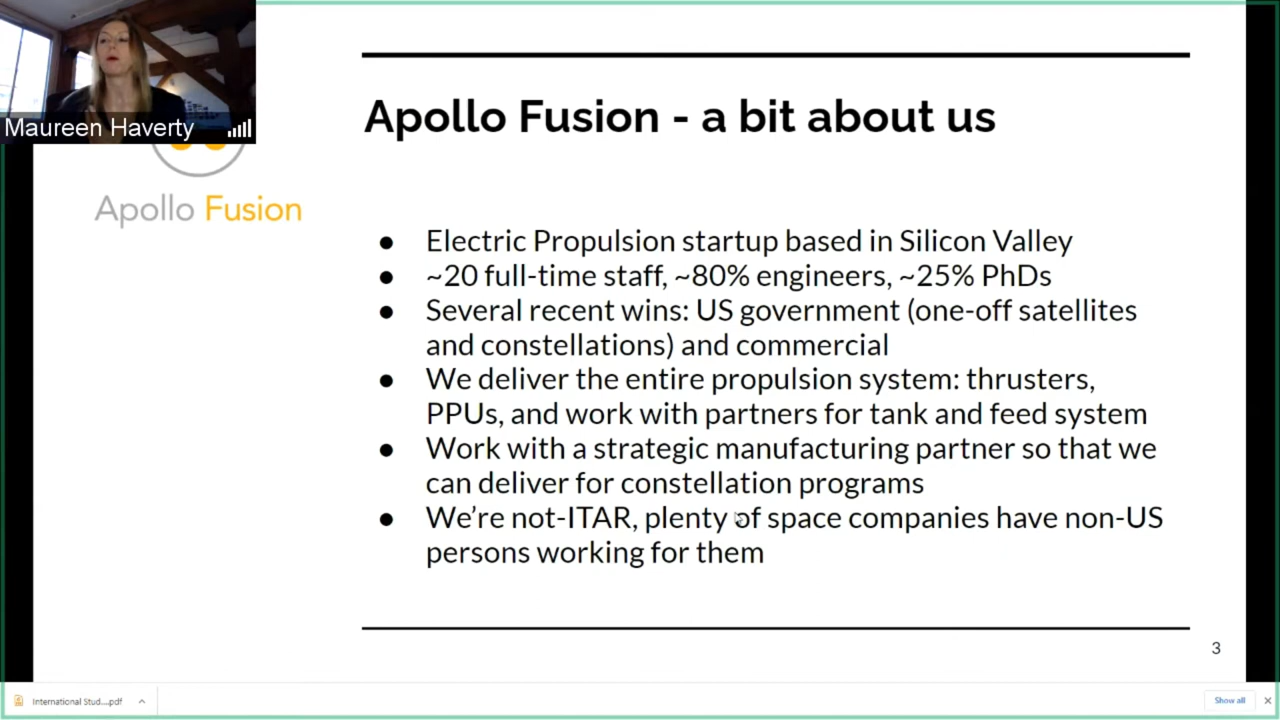 Maureen Haverty
Apollo Fusion
Apollo Fusion - a bit about us
● Electric Propulsion startup based in Silicon Valley
● ~20 full-time staff, ~80% engineers, ~25% PhDs
● Several recent wins: US government (one-off satellites
and constellations) and commercial
● We deliver the entire propulsion system: thrusters,
PPUs, and work with partners for tank and feed system
● Work with a strategic manufacturing partner so that we
can deliver for constellation programs
● We’re not-ITAR, plenty of space companies have non-US
persons working for them
3
International Stud....pdf
Show all